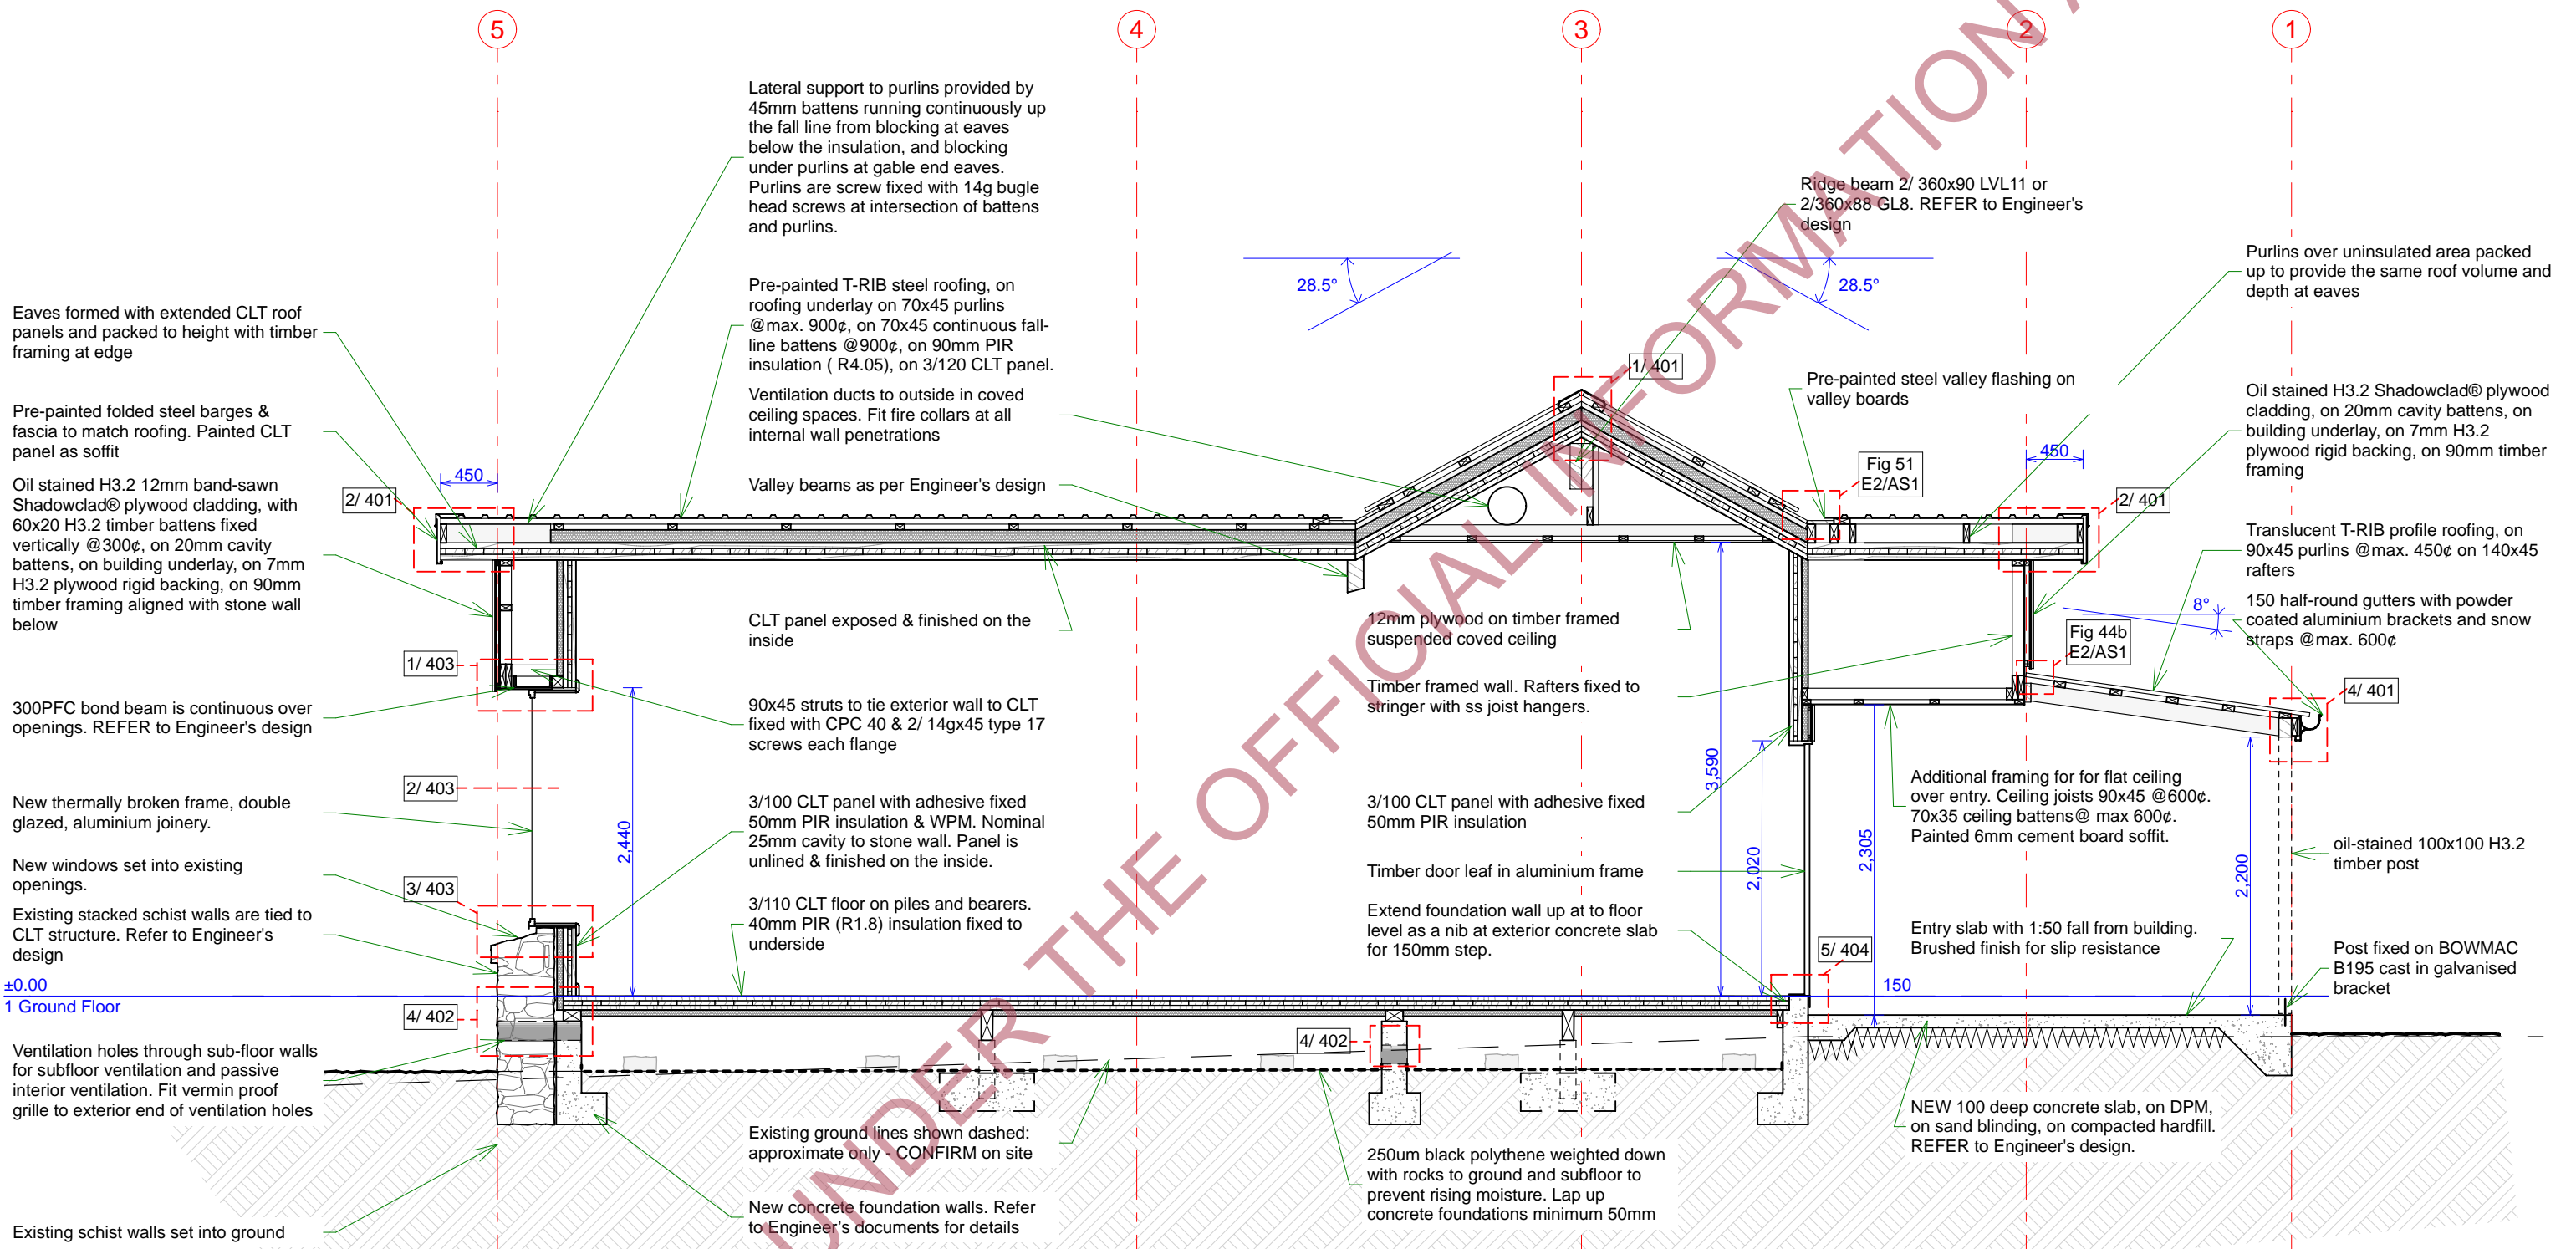 5
4
3
2
1
Lateral support to purlins provided by
45mm battens running continuously up
the fall line from blocking at eaves
below the insulation, and blocking
under purlins at gable end eaves.
Purlins are screw fixed with 14g bugle
head screws at intersection of battens
and purlins.
Ridge beam 2/ 360x90 LVL11 or
2/360x88 GL8. REFER to Engineer's
design
Purlins over uninsulated area packed
up to provide the same roof volume and
depth at eaves
28.5°
28.5°
Eaves formed with extended CLT roof
panels and packed to height with timber
framing at edge
Pre-painted T-RIB steel roofing, on
roofing underlay on 70x45 purlins
@max. 900¢, on 70x45 continuous fall-
line battens @900¢, on 90mm PIR
insulation ( R4.05), on 3/120 CLT panel.
1/ 401
Pre-painted steel valley flashing on
valley boards
Oil stained H3.2 Shadowclad® plywood
cladding, on 20mm cavity battens, on
building underlay, on 7mm H3.2
plywood rigid backing, on 90mm timber
framing
Pre-painted folded steel barges &
fascia to match roofing. Painted CLT
panel as soffit
Ventilation ducts to outside in coved
ceiling spaces. Fit fire collars at all
internal wall penetrations
450
450
Fig 51
E2/AS1
Oil stained H3.2 12mm band-sawn
Shadowclad® plywood cladding, with
60x20 H3.2 timber battens fixed
vertically @300¢, on 20mm cavity
battens, on building underlay, on 7mm
H3.2 plywood rigid backing, on 90mm
timber framing aligned with stone wall
below
2/ 401
Valley beams as per Engineer's design
2/ 401
Translucent T-RIB profile roofing, on
90x45 purlins @max. 450¢ on 140x45
rafters
CLT panel exposed & finished on the
inside
12mm plywood on timber framed
suspended coved ceiling
8°
150 half-round gutters with powder
coated aluminium brackets and snow
straps @max. 600¢
Fig 44b
E2/AS1
1/ 403
300PFC bond beam is continuous over
openings. REFER to Engineer's design
90x45 struts to tie exterior wall to CLT
fixed with CPC 40 & 2/ 14gx45 type 17
screws each flange
Timber framed wall. Rafters fixed to
stringer with ss joist hangers.
4/ 401
2/ 403
New thermally broken frame, double
glazed, aluminium joinery.
2,440
3/100 CLT panel with adhesive fixed
50mm PIR insulation & WPM. Nominal
25mm cavity to stone wall. Panel is
unlined & finished on the inside.
3/100 CLT panel with adhesive fixed
50mm PIR insulation
3,590
2,020
2,305
Additional framing for for flat ceiling
over entry. Ceiling joists 90x45 @600¢.
70x35 ceiling battens@ max 600¢.
Painted 6mm cement board soffit.
2,200
oil-stained 100x100 H3.2
timber post
New windows set into existing
openings.
3/ 403
Timber door leaf in aluminium frame
Existing stacked schist walls are tied to
CLT structure. Refer to Engineer's
design
3/110 CLT floor on piles and bearers.
40mm PIR (R1.8) insulation fixed to
underside
Extend foundation wall up at to floor
level as a nib at exterior concrete slab
for 150mm step.
5/ 404
Entry slab with 1:50 fall from building.
Brushed finish for slip resistance
Post fixed on BOWMAC
B195 cast in galvanised
bracket
±0.00
1 Ground Floor
150
4/ 402
4/ 402
Ventilation holes through sub-floor walls
for subfloor ventilation and passive
interior ventilation. Fit vermin proof
grille to exterior end of ventilation holes
Existing ground lines shown dashed:
approximate only - CONFIRM on site
250um black polythene weighted down
with rocks to ground and subfloor to
prevent rising moisture. Lap up
concrete foundations minimum 50mm
NEW 100 deep concrete slab, on DPM,
on sand blinding, on compacted hardfill.
REFER to Engineer's design.
New concrete foundation walls. Refer
to Engineer's documents for details
Existing schist walls set into ground
UNDER THE OFFICIAL INFORMATION